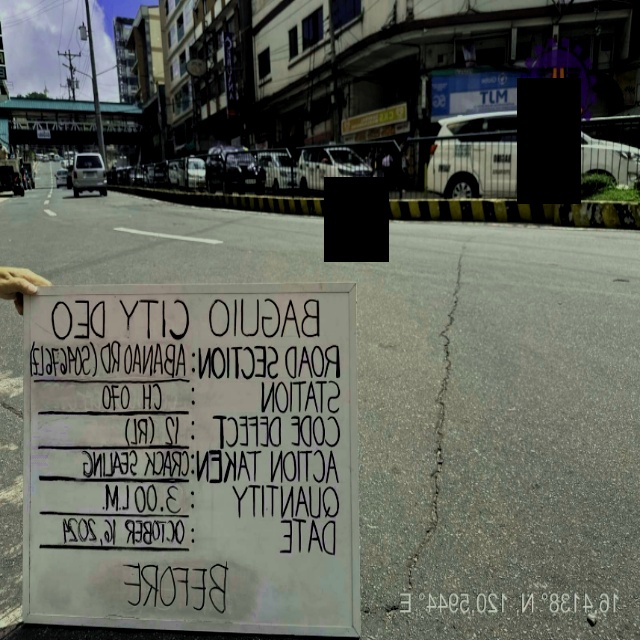 TLM
BAGUIO CITY DEO
ROAD SECTION : ABANAO RD (S04636LZ)
STATION : CH. 070
CODE DEFECT : 12 (RL)
ACTION TAKEN : CRACK SEALING
QUANTITY : 3.00 L.M.
DATE : OCTOBER 16, 2024
BEFORE
16.4138° N, 120.5944° E